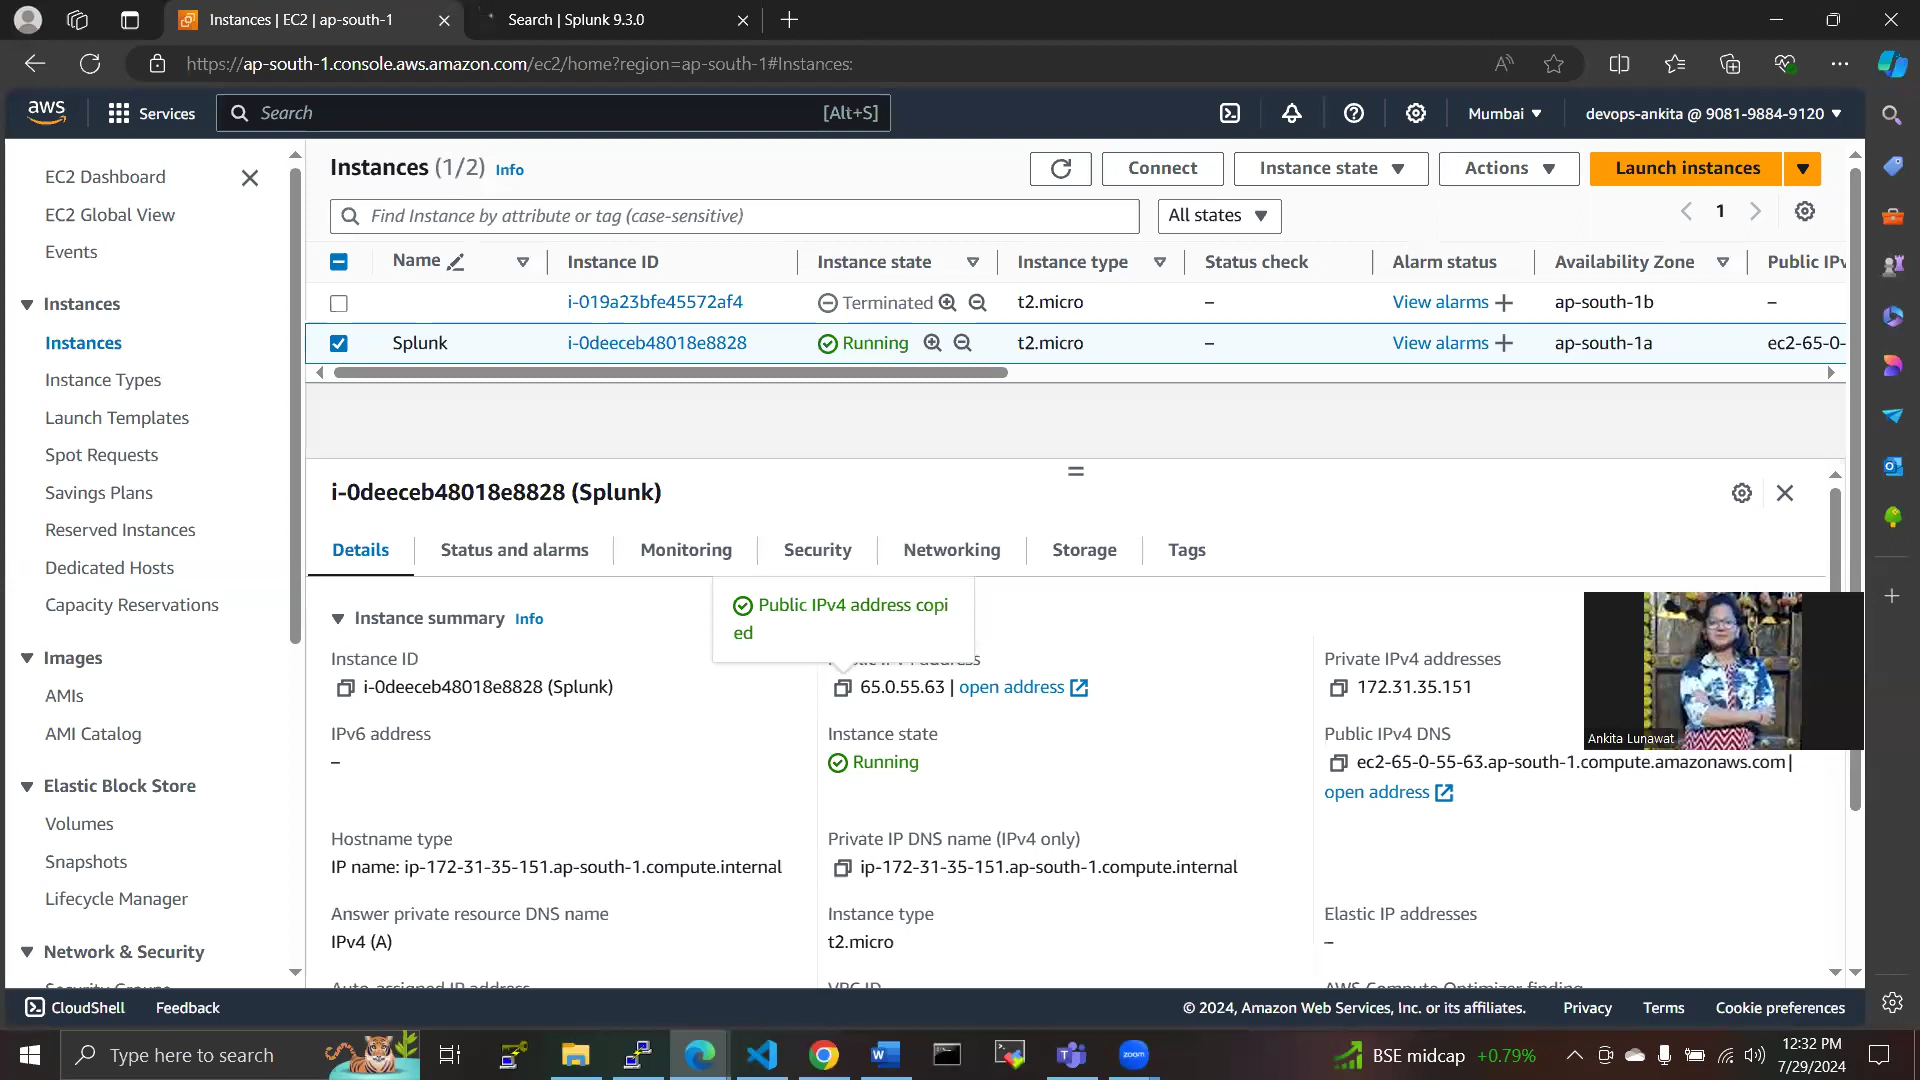 Instances | EC2 | ap-south-1
Search | Splunk 9.3.0
https://ap-south-1.console.aws.amazon.com/ec2/home?region=ap-south-1#Instances:
aws
Services
Search
[Alt+S]
Mumbai
devops-ankita @ 9081-9884-9120
EC2 Dashboard
EC2 Global View
Events
Instances
Instances
Instance Types
Launch Templates
Spot Requests
Savings Plans
Reserved Instances
Dedicated Hosts
Capacity Reservations
Images
AMIs
AMI Catalog
Elastic Block Store
Volumes
Snapshots
Lifecycle Manager
Network & Security
Instances (1/2) Info
Connect
Instance state
Actions
Launch instances
Find Instance by attribute or tag (case-sensitive)
All states
1
Name Instance ID Instance state Instance type Status check Alarm status Availability Zone Public IPv
i-019a23bfe45572af4 Terminated t2.micro – View alarms + ap-south-1b –
Splunk i-0deeceb48018e8828 Running t2.micro – View alarms + ap-south-1a ec2-65-0-
i-0deeceb48018e8828 (Splunk)
Details Status and alarms Monitoring Security Networking Storage Tags
Public IPv4 address copi
ed
Instance summary Info
Instance ID
i-0deeceb48018e8828 (Splunk)
65.0.55.63 | open address
Private IPv4 addresses
172.31.35.151
IPv6 address
–
Instance state
Running
Public IPv4 DNS
ec2-65-0-55-63.ap-south-1.compute.amazonaws.com |
open address
Ankita Lunawat
Hostname type
IP name: ip-172-31-35-151.ap-south-1.compute.internal
Private IP DNS name (IPv4 only)
ip-172-31-35-151.ap-south-1.compute.internal
Answer private resource DNS name
IPv4 (A)
Instance type
t2.micro
Elastic IP addresses
–
CloudShell
Feedback
© 2024, Amazon Web Services, Inc. or its affiliates.
Privacy
Terms
Cookie preferences
Type here to search
zoom
BSE midcap +0.79%
12:32 PM
7/29/2024